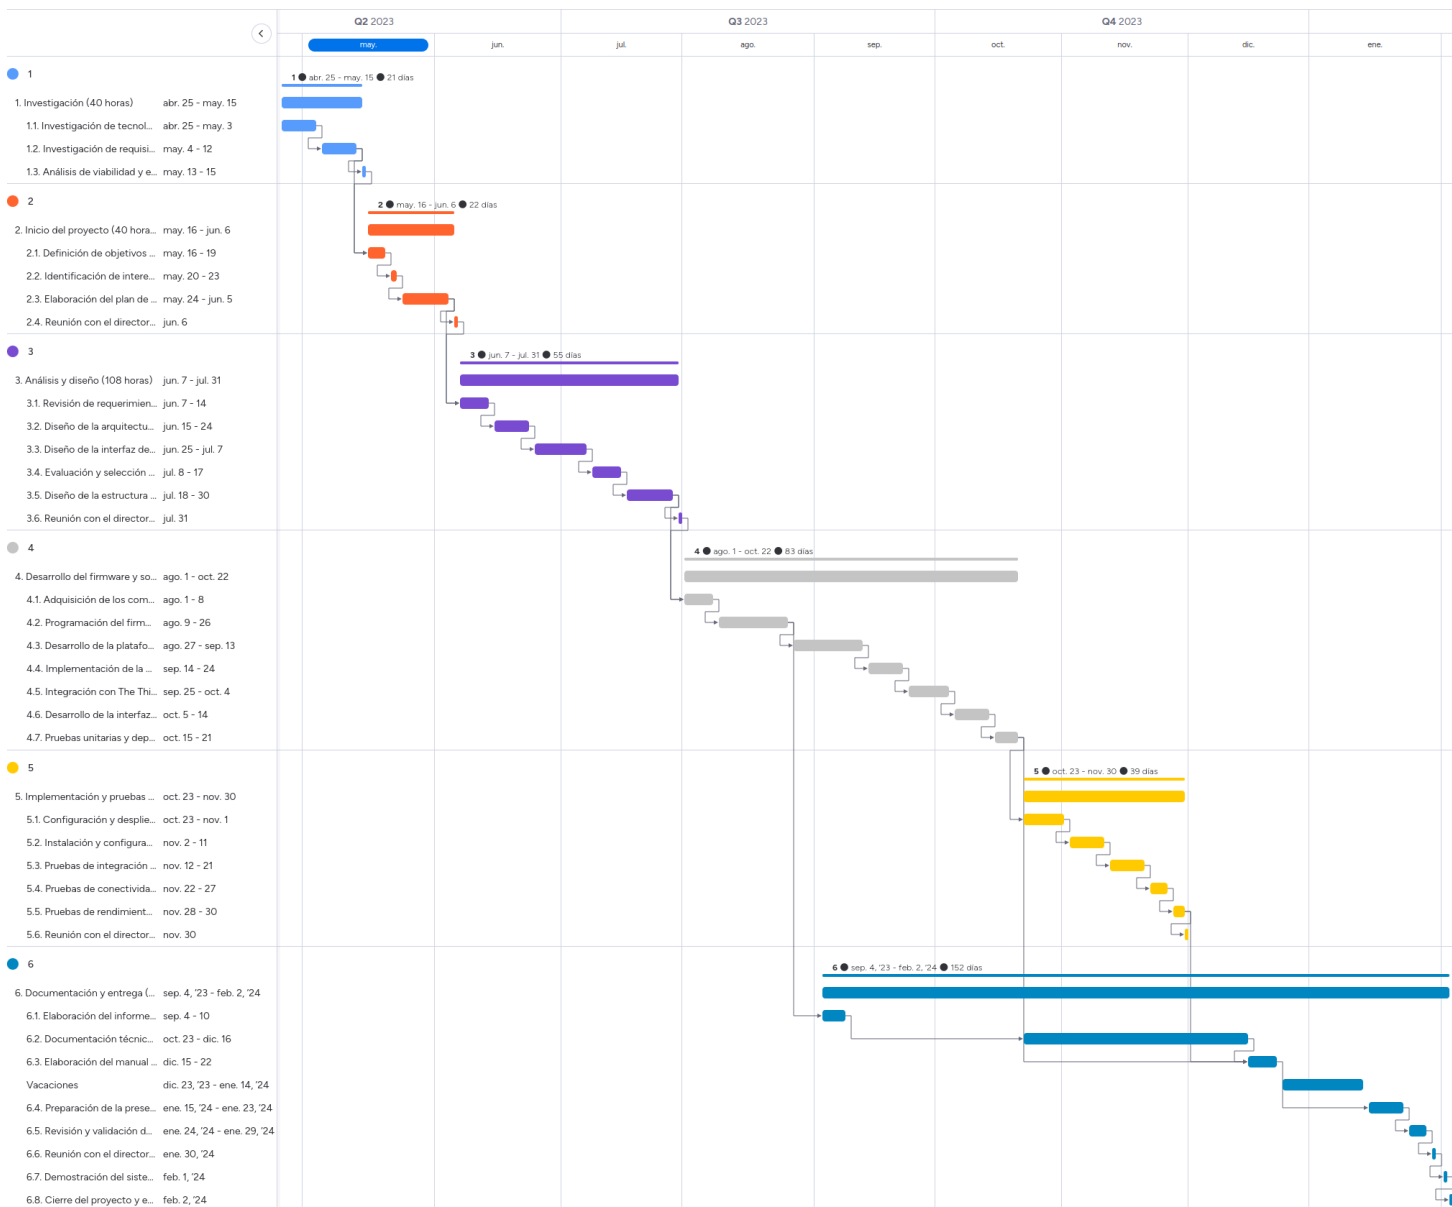 Q2 2023 Q3 2023 Q4 2023
may. jun. jul. ago. sep. oct. nov. dic. ene.
1
1 ● abr. 25 - may. 15 ● 21 días
1. Investigación (40 horas) abr. 25 - may. 15
1.1. Investigación de tecnol... abr. 25 - may. 3
1.2. Investigación de requisi... may. 4 - 12
1.3. Análisis de viabilidad y e... may. 13 - 15
2
2 ● may. 16 - jun. 6 ● 22 días
2. Inicio del proyecto (40 hora... may. 16 - jun. 6
2.1. Definición de objetivos ... may. 16 - 19
2.2. Identificación de intere... may. 20 - 23
2.3. Elaboración del plan de ... may. 24 - jun. 5
2.4. Reunión con el director... jun. 6
3
3 ● jun. 7 - jul. 31 ● 55 días
3. Análisis y diseño (108 horas) jun. 7 - jul. 31
3.1. Revisión de requerimien... jun. 7 - 14
3.2. Diseño de la arquitectu... jun. 15 - 24
3.3. Diseño de la interfaz de... jun. 25 - jul. 7
3.4. Evaluación y selección ... jul. 8 - 17
3.5. Diseño de la estructura ... jul. 18 - 30
3.6. Reunión con el director... jul. 31
4
4 ● ago. 1 - oct. 22 ● 83 días
4. Desarrollo del firmware y so... ago. 1 - oct. 22
4.1. Adquisición de los com... ago. 1 - 8
4.2. Programación del firm... ago. 9 - 26
4.3. Desarrollo de la platafo... ago. 27 - sep. 13
4.4. Implementación de la ... sep. 14 - 24
4.5. Integración con The Thi... sep. 25 - oct. 4
4.6. Desarrollo de la interfaz... oct. 5 - 14
4.7. Pruebas unitarias y dep... oct. 15 - 21
5
5 ● oct. 23 - nov. 30 ● 39 días
5. Implementación y pruebas ... oct. 23 - nov. 30
5.1. Configuración y desplie... oct. 23 - nov. 1
5.2. Instalación y configura... nov. 2 - 11
5.3. Pruebas de integración ... nov. 12 - 21
5.4. Pruebas de conectivida... nov. 22 - 27
5.5. Pruebas de rendimient... nov. 28 - 30
5.6. Reunión con el director... nov. 30
6
6 ● sep. 4, '23 - feb. 2, '24 ● 152 días
6. Documentación y entrega (... sep. 4, '23 - feb. 2, '24
6.1. Elaboración del informe... sep. 4 - 10
6.2. Documentación técnic... oct. 23 - dic. 16
6.3. Elaboración del manual ... dic. 15 - 22
Vacaciones dic. 23, '23 - ene. 14, '24
6.4. Preparación de la prese... ene. 15, '24 - ene. 23, '24
6.5. Revisión y validación d... ene. 24, '24 - ene. 29, '24
6.6. Reunión con el director... ene. 30, '24
6.7. Demostración del siste... feb. 1, '24
6.8. Cierre del proyecto y e... feb. 2, '24